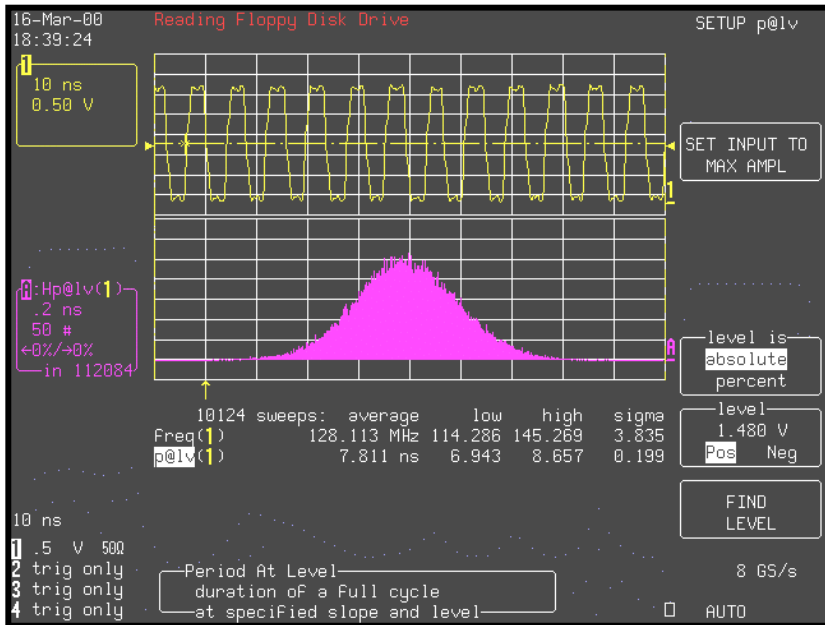 16-Mar-00
18:39:24
Reading Floppy Disk Drive
SETUP p@lv
1
10 ns
0.50 V
SET INPUT TO
MAX AMPL
1
A:Hp@lv(1)
.2 ns
50 #
←0%/→0%
in 112084
A
level is
absolute
percent
10124 sweeps: average low high sigma
freq(1) 128.113 MHz 114.286 145.269 3.835
p@lv(1) 7.811 ns 6.943 8.657 0.199
level
1.480 V
Pos Neg
FIND
LEVEL
10 ns
1 .5 V 50Ω
2 trig only
3 trig only
4 trig only
Period At Level
duration of a full cycle
at specified slope and level
8 GS/s
AUTO